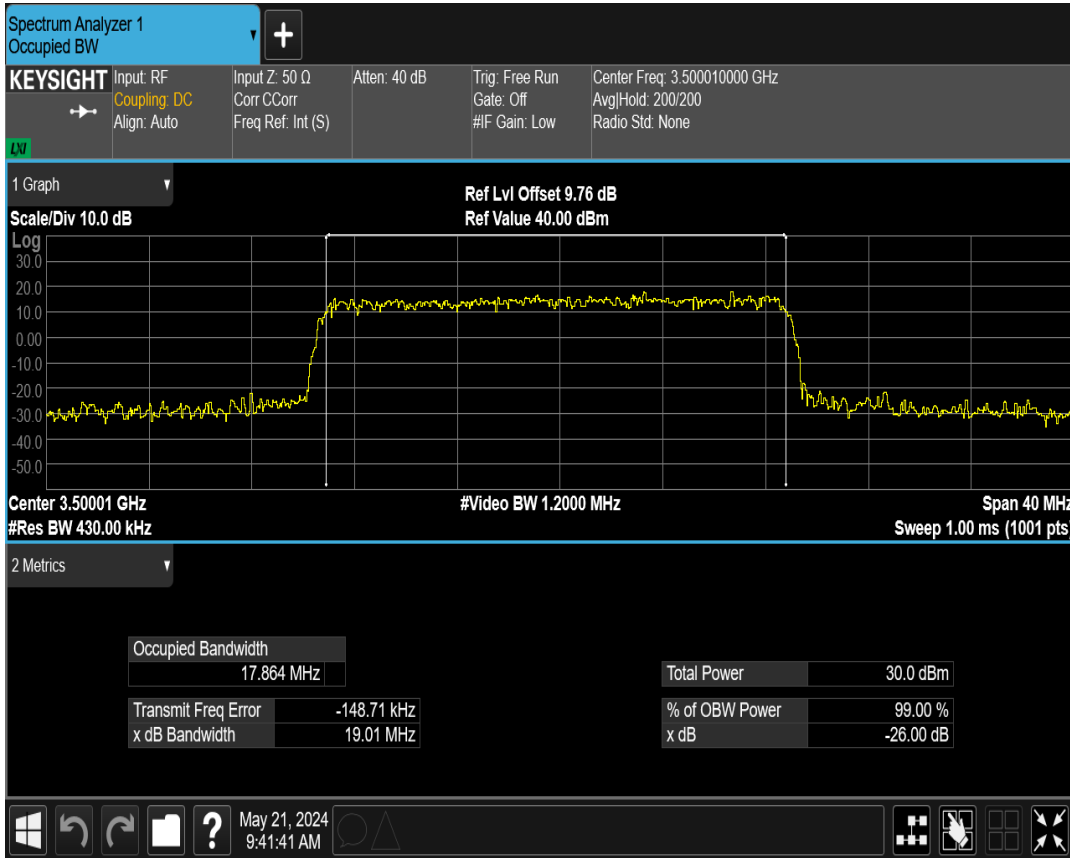 Spectrum Analyzer 1
Occupied BW
+
KEYSIGHT
LXI
Input: RF
Coupling: DC
Align: Auto
Input Z: 50 Ω
Corr CCorr
Freq Ref: Int (S)
Atten: 40 dB
Trig: Free Run
Gate: Off
#IF Gain: Low
Center Freq: 3.500010000 GHz
Avg|Hold: 200/200
Radio Std: None
1 Graph
Scale/Div 10.0 dB
Ref Lvl Offset 9.76 dB
Ref Value 40.00 dBm
Log
30.0
20.0
10.0
0.00
-10.0
-20.0
-30.0
-40.0
-50.0
Center 3.50001 GHz
#Video BW 1.2000 MHz
Span 40 MHz
#Res BW 430.00 kHz
Sweep 1.00 ms (1001 pts)
2 Metrics
Occupied Bandwidth
17.864 MHz
Transmit Freq Error -148.71 kHz
x dB Bandwidth 19.01 MHz
Total Power 30.0 dBm
% of OBW Power 99.00 %
x dB -26.00 dB
?
May 21, 2024
9:41:41 AM